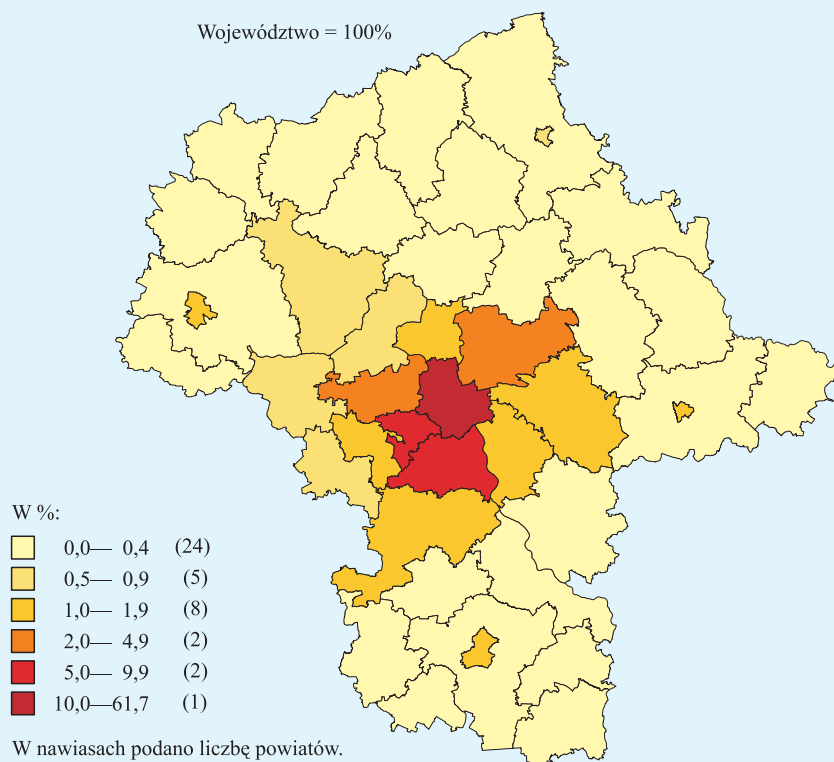 Województwo = 100%
W %:
0,0— 0,4 (24)
0,5— 0,9 (5)
1,0— 1,9 (8)
2,0— 4,9 (2)
5,0— 9,9 (2)
10,0—61,7 (1)
W nawiasach podano liczbę powiatów.